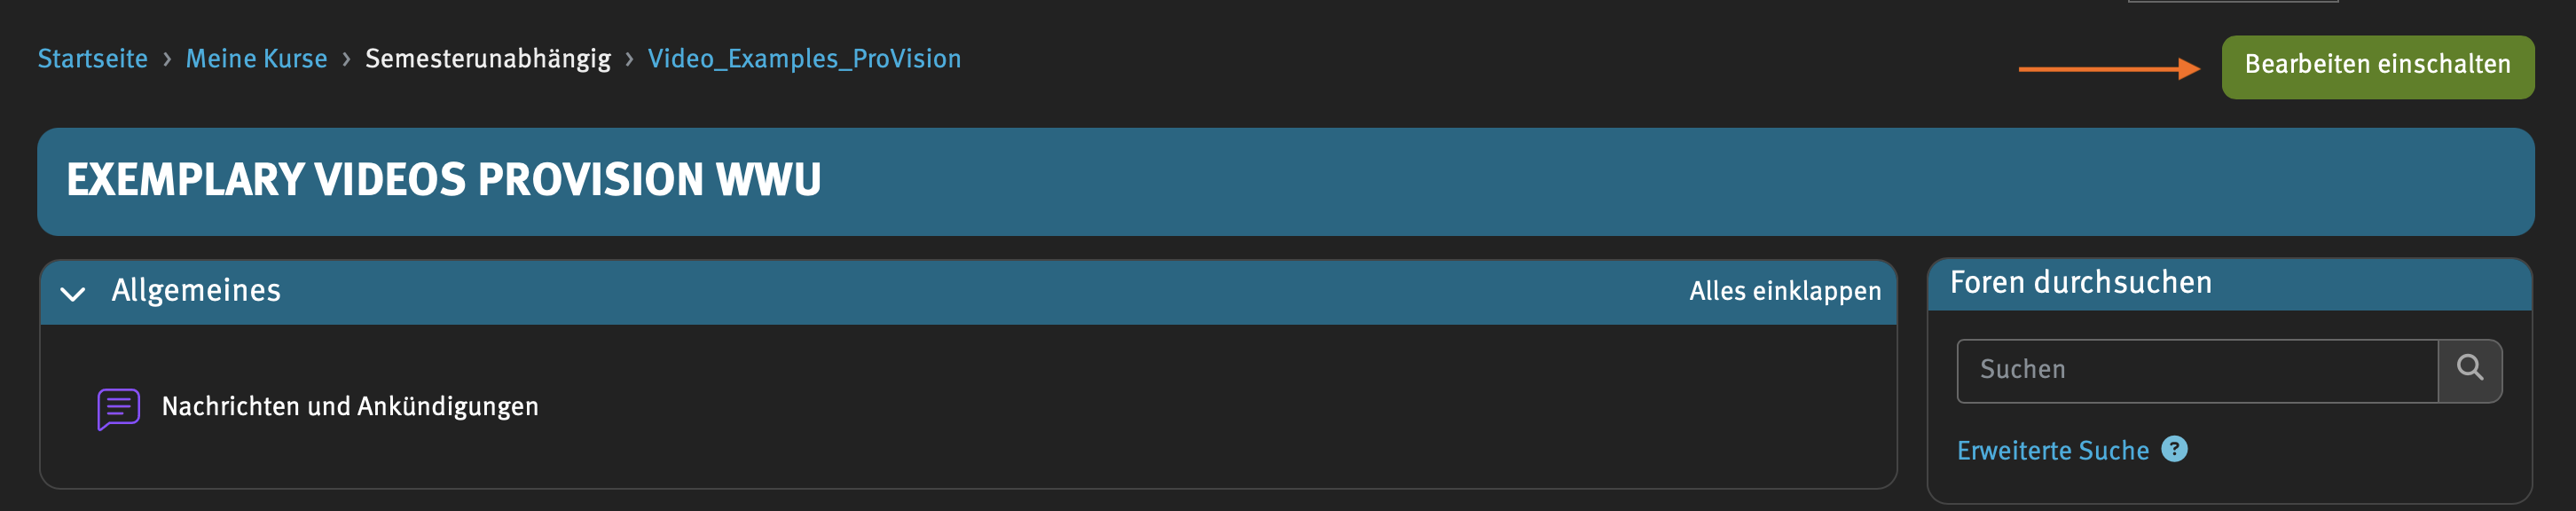 Startseite › Meine Kurse › Semesterunabhängig › Video_Examples_ProVision
Bearbeiten einschalten
EXEMPLARY VIDEOS PROVISION WWU
Allgemeines
Alles einklappen
Nachrichten und Ankündigungen
Foren durchsuchen
Suchen
Erweiterte Suche ?